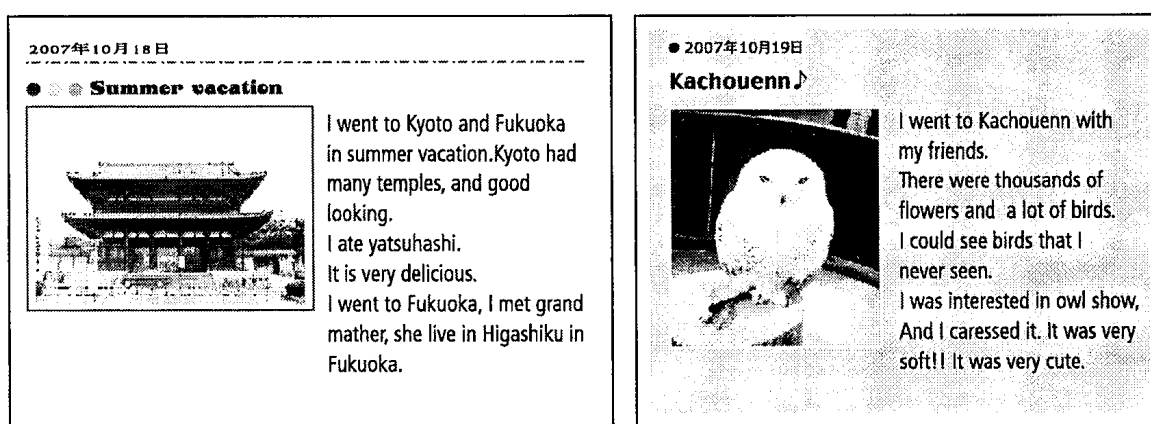 2007年10月18日
Summer vacation
I went to Kyoto and Fukuoka
in summer vacation.Kyoto had
many temples, and good
looking.
I ate yatsuhashi.
It is very delicious.
I went to Fukuoka, I met grand
mather, she live in Higashiku in
Fukuoka.
● 2007年10月19日
Kachouenn♪
I went to Kachouenn with
my friends.
There were thousands of
flowers and a lot of birds.
I could see birds that I
never seen.
I was interested in owl show,
And I caressed it. It was very
soft!! It was very cute.